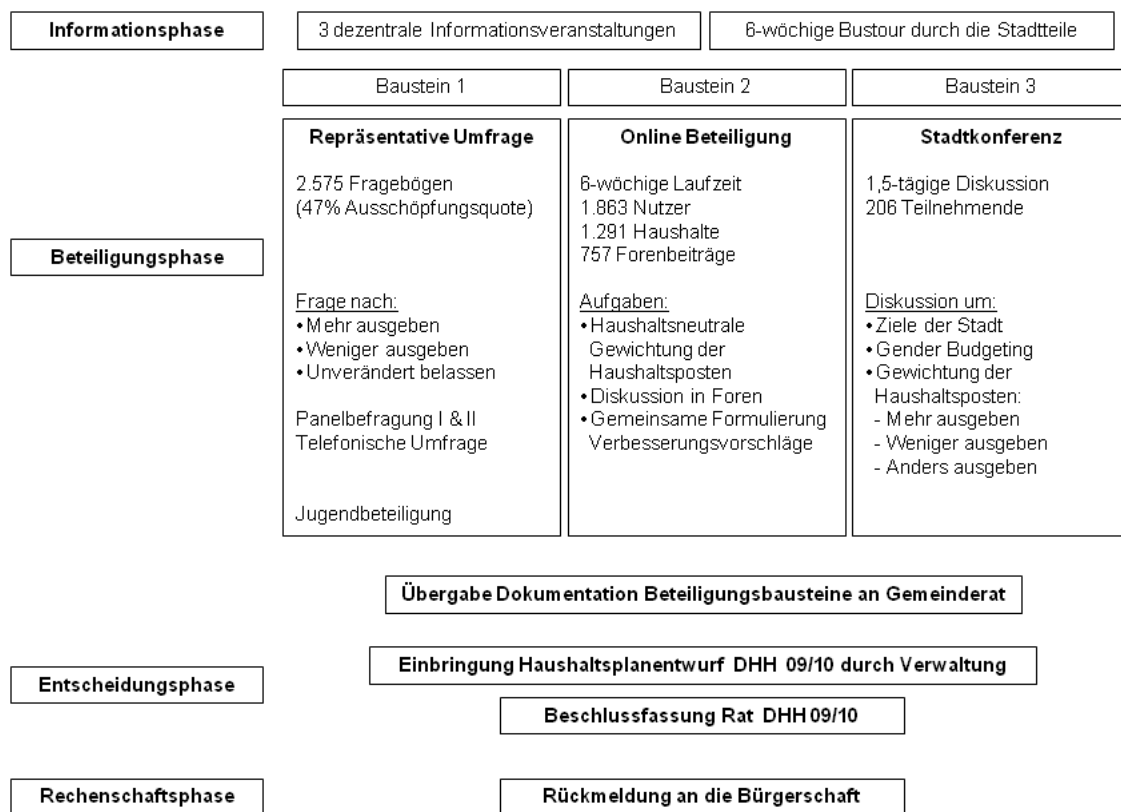 Informationsphase
3 dezentrale Informationsveranstaltungen
6-wöchige Bustour durch die Stadtteile
Baustein 1
Baustein 2
Baustein 3
Beteiligungsphase
Repräsentative Umfrage
2.575 Fragebögen
(47% Ausschöpfungsquote)
Frage nach:
• Mehr ausgeben
• Weniger ausgeben
• Unverändert belassen
Panelbefragung I & II
Telefonische Umfrage
Jugendbeteiligung
Online Beteiligung
6-wöchige Laufzeit
1.863 Nutzer
1.291 Haushalte
757 Forenbeiträge
Aufgaben:
• Haushaltsneutrale
Gewichtung der
Haushaltsposten
• Diskussion in Foren
• Gemeinsame Formulierung
Verbesserungsvorschläge
Stadtkonferenz
1,5-tägige Diskussion
206 Teilnehmende
Diskussion um:
• Ziele der Stadt
• Gender Budgeting
• Gewichtung der
Haushaltsposten:
- Mehr ausgeben
- Weniger ausgeben
- Anders ausgeben
Übergabe Dokumentation Beteiligungsbausteine an Gemeinderat
Entscheidungsphase
Einbringung Haushaltsplanentwurf DHH 09/10 durch Verwaltung
Beschlussfassung Rat DHH 09/10
Rechenschaftsphase
Rückmeldung an die Bürgerschaft